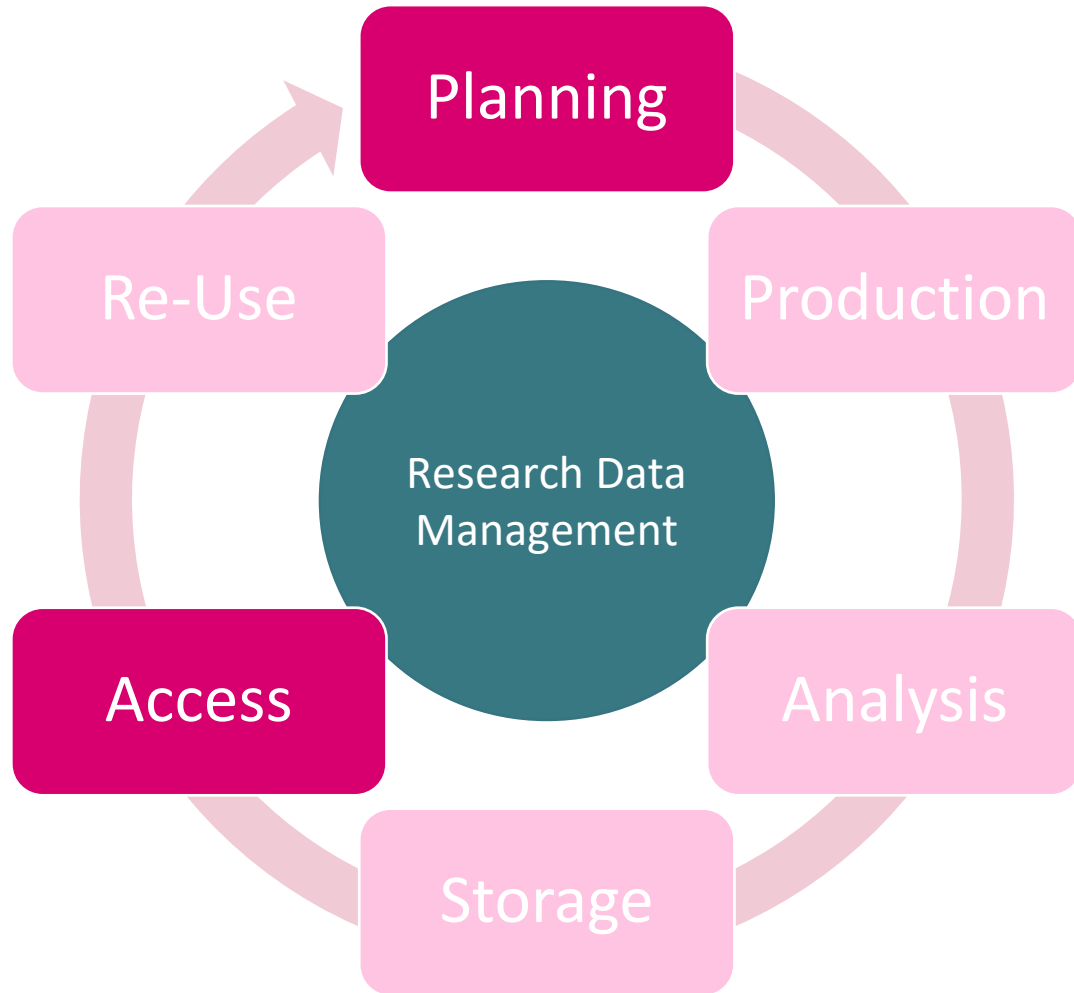 Planning
Production
Analysis
Storage
Access
Re-Use
Research Data
Management